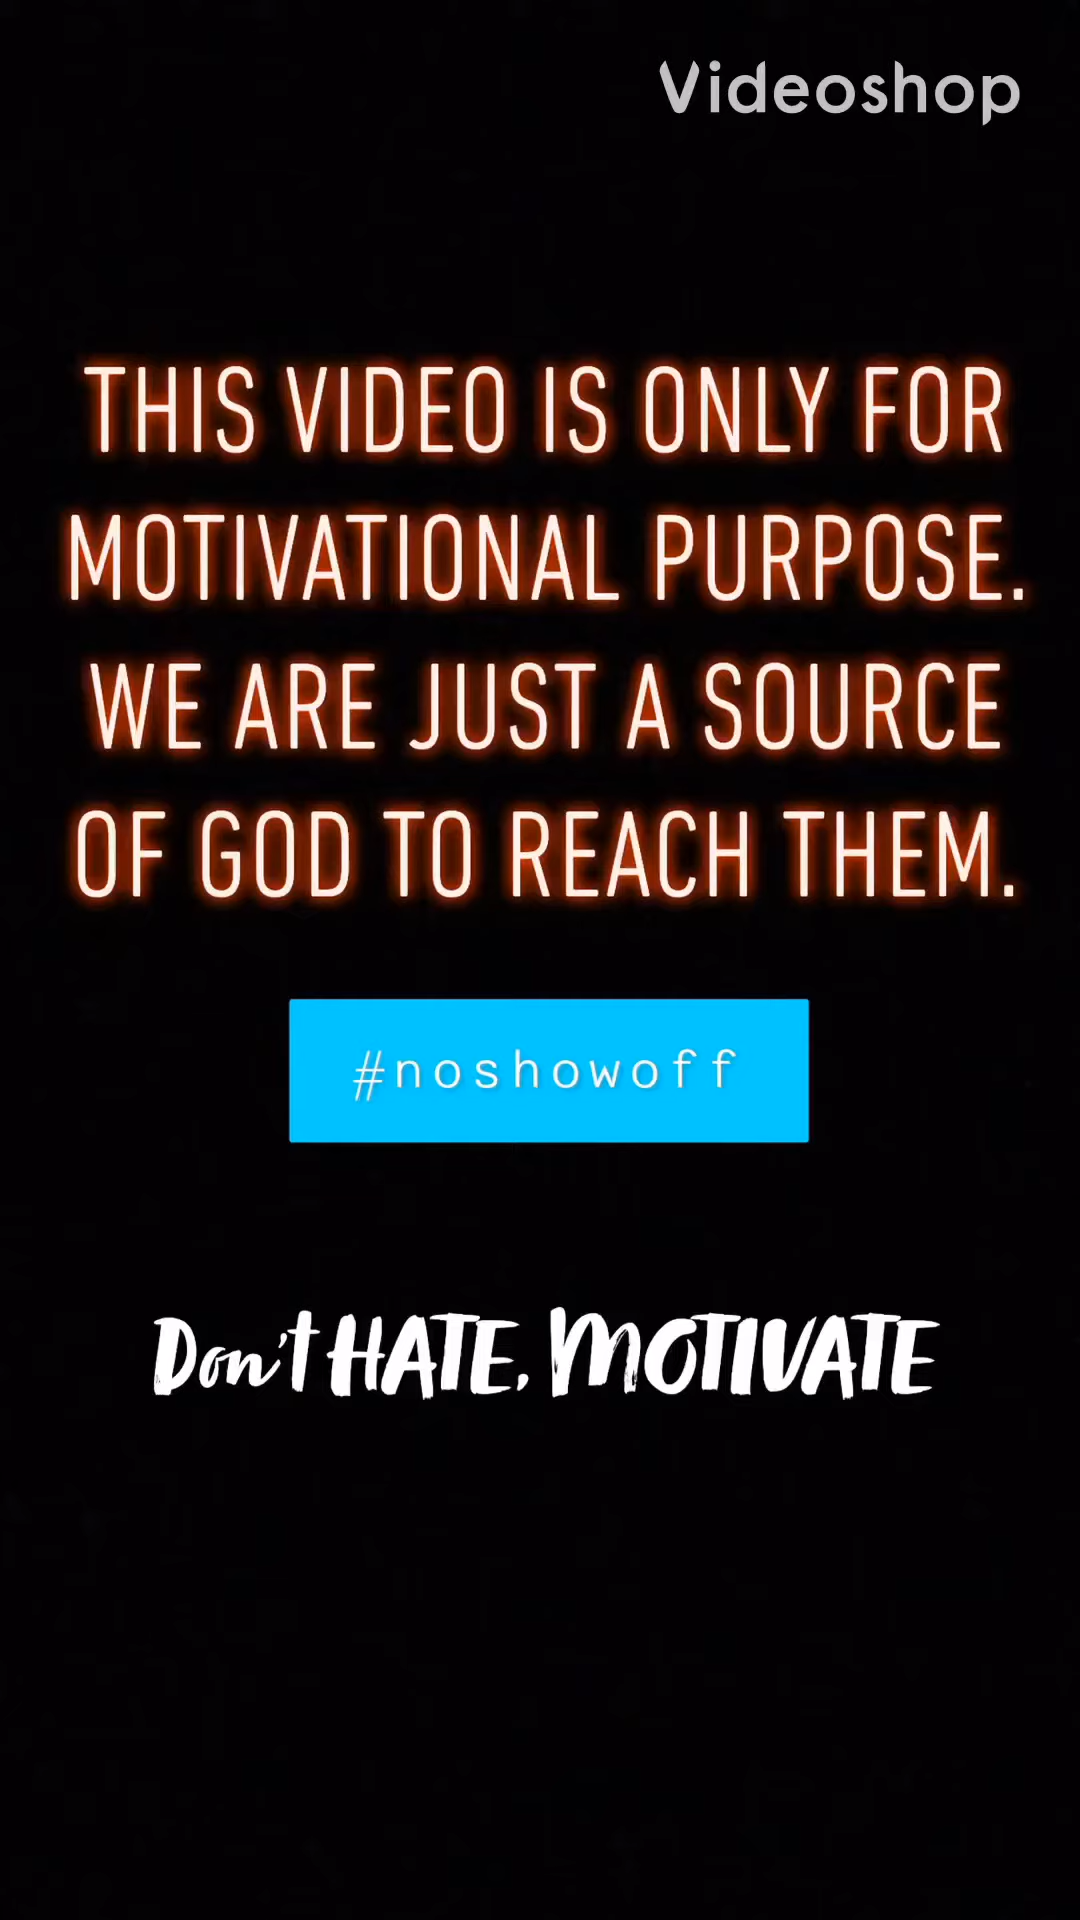 Videoshop
THIS VIDEO IS ONLY FOR
MOTIVATIONAL PURPOSE.
WE ARE JUST A SOURCE
OF GOD TO REACH THEM.
#noshowoff
Don't HATE, MOTIVATE